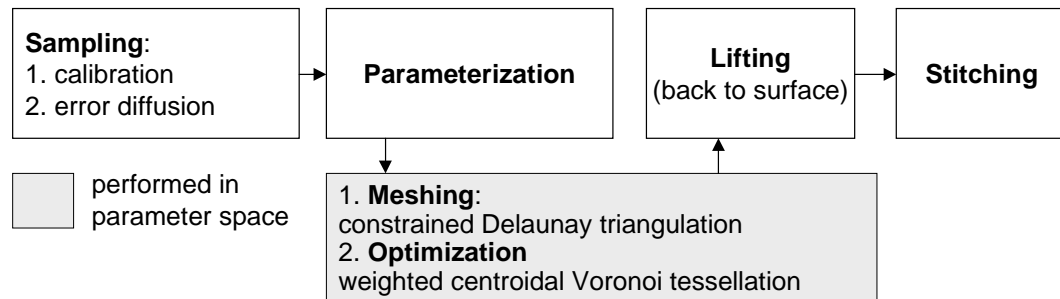 Sampling:
1. calibration
2. error diffusion
Parameterization
Lifting
(back to surface)
Stitching
performed in
parameter space
1. Meshing:
constrained Delaunay triangulation
2. Optimization
weighted centroidal Voronoi tessellation